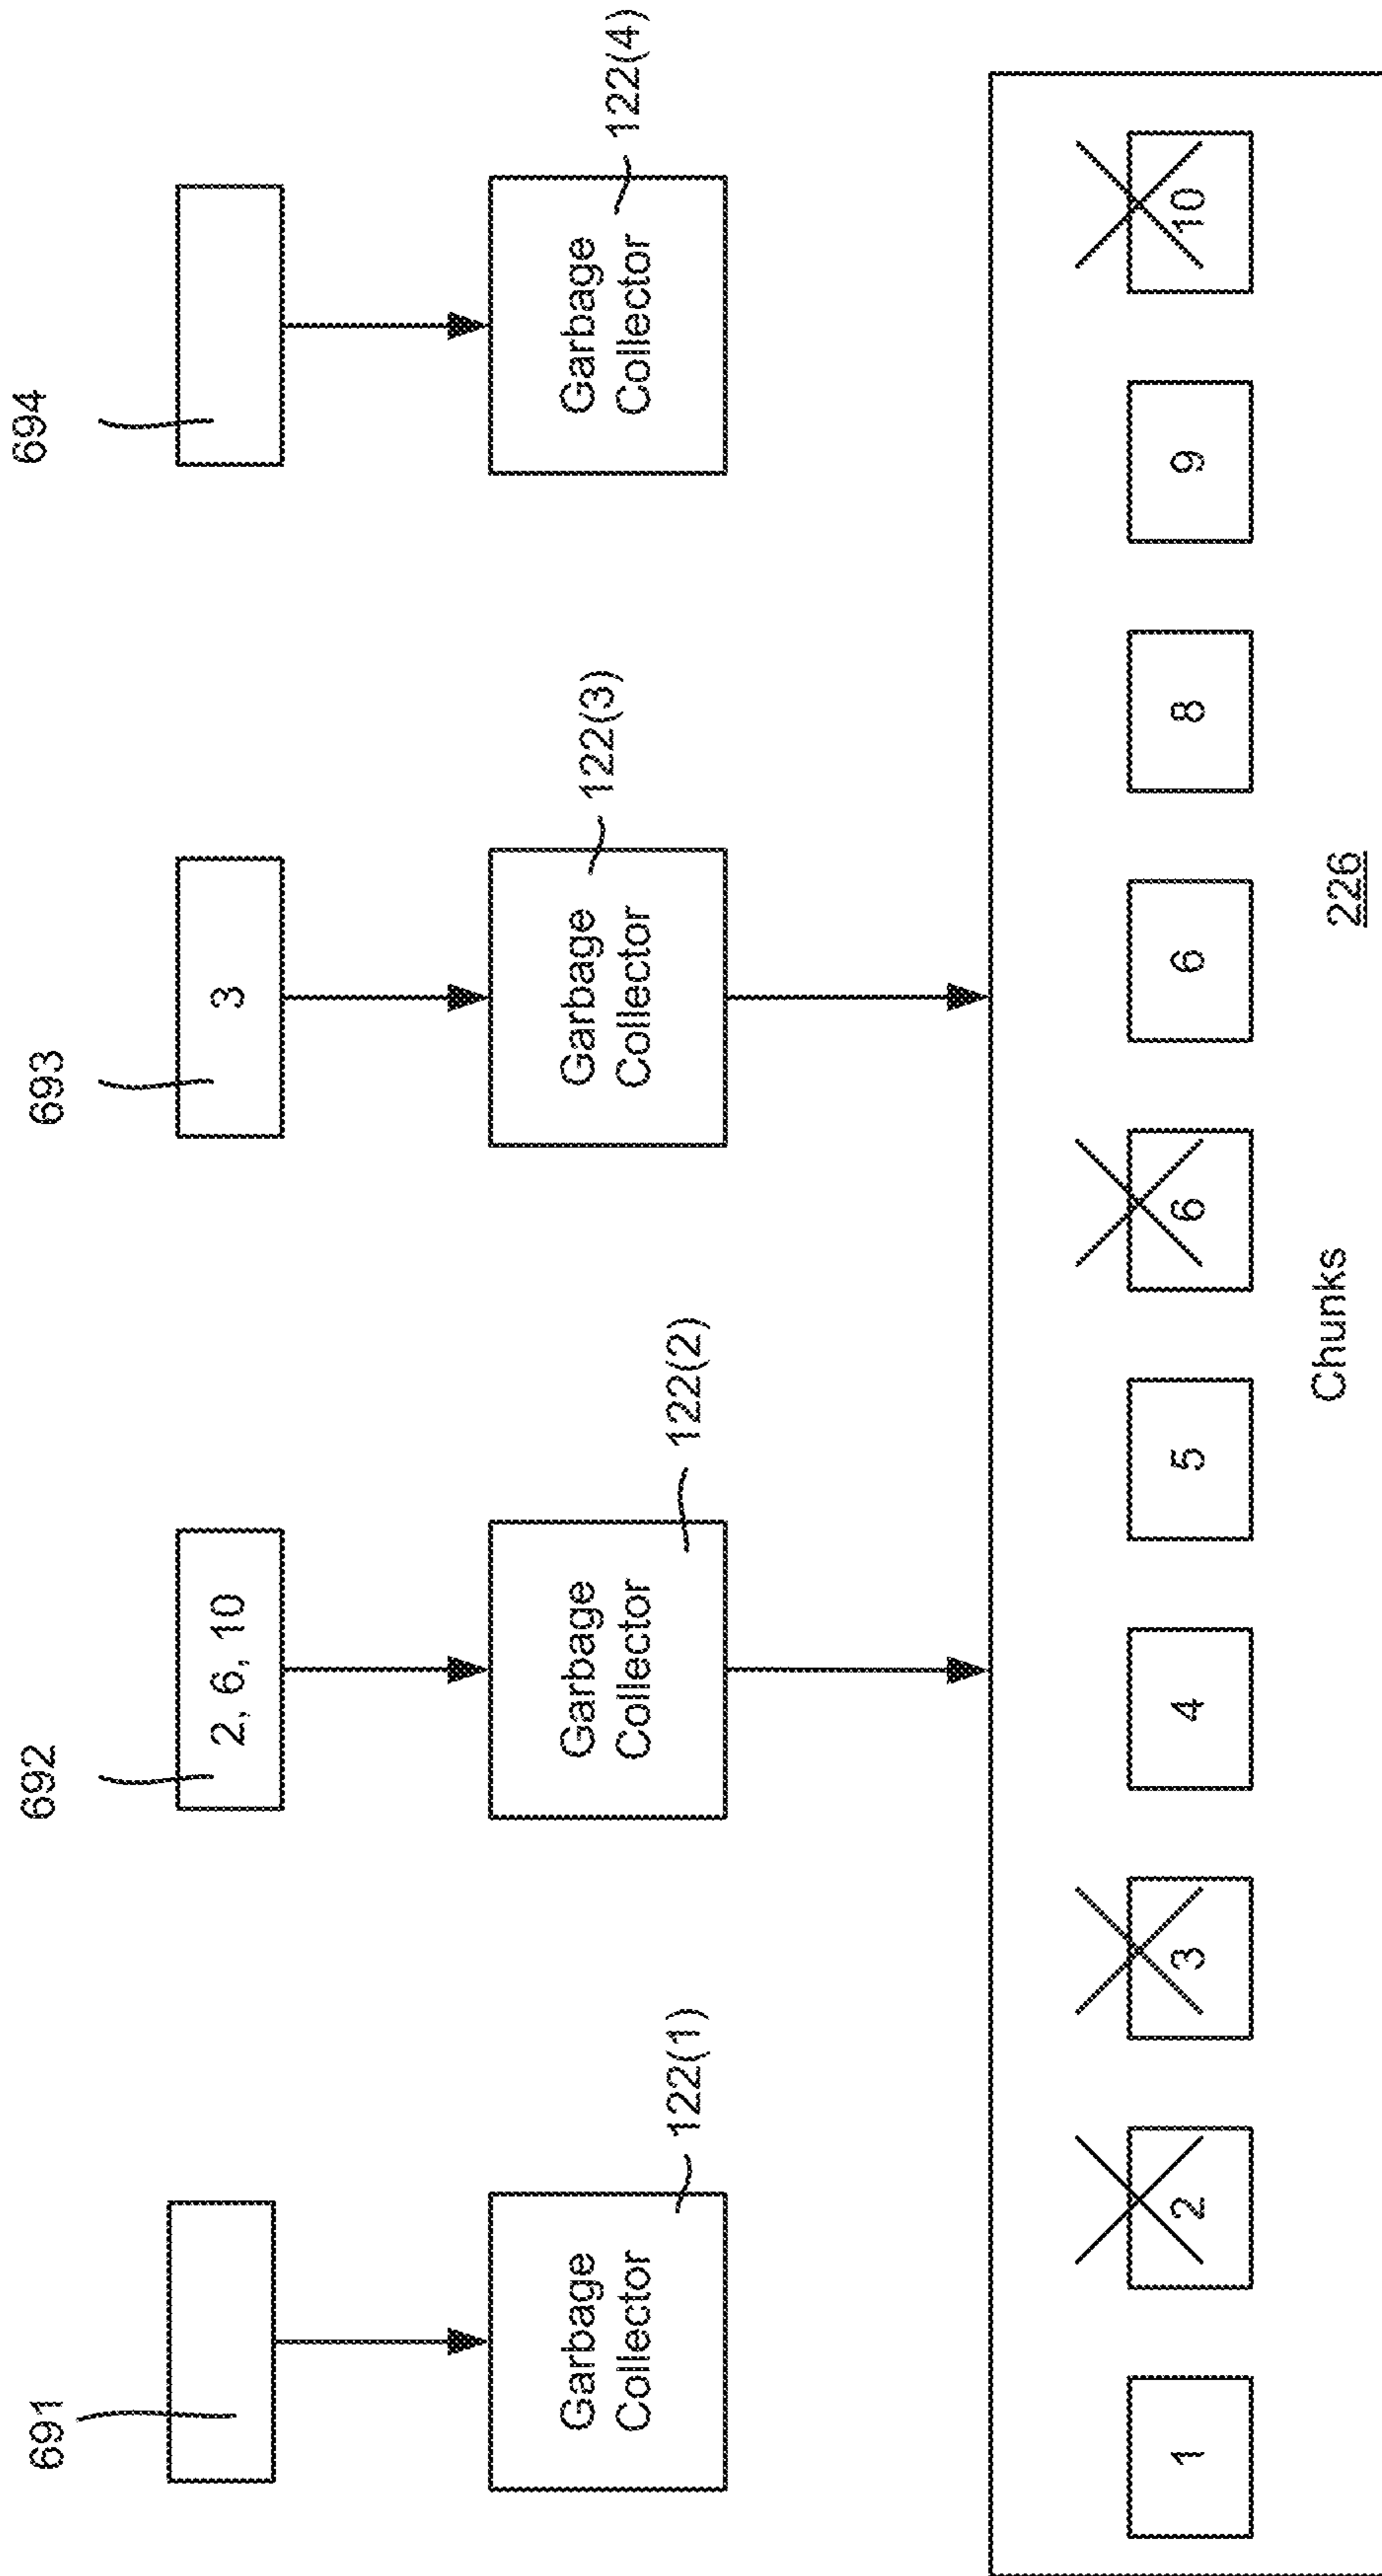 691
692
693
694
2, 6, 10
3
Garbage
Collector
122(1)
Garbage
Collector
122(2)
Garbage
Collector
122(3)
Garbage
Collector
122(4)
1
2
3
4
5
6
6
8
9
10
Chunks
226